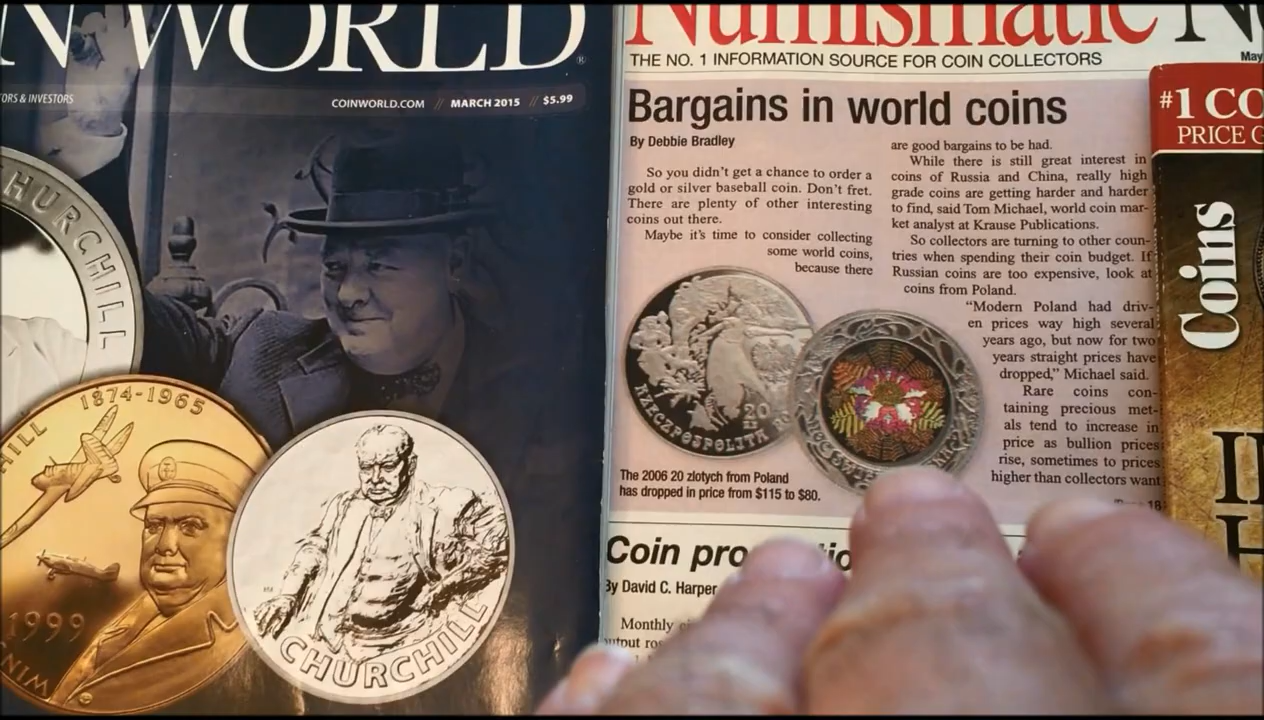 N WORLD
ORS & INVESTORS
COINWORLD.COM // MARCH 2015 // $5.99
HURCHILL
1874-1965
HILL
1999
WIN
CHURCHILL
Numismatic N
THE NO. 1 INFORMATION SOURCE FOR COIN COLLECTORS
May
Bargains in world coins
By Debbie Bradley
So you didn't get a chance to order a
gold or silver baseball coin. Don't fret.
There are plenty of other interesting
coins out there.
Maybe it's time to consider collecting
some world coins,
because there
are good bargains to be had.
While there is still great interest in
coins of Russia and China, really high
grade coins are getting harder and harder
to find, said Tom Michael, world coin mar-
ket analyst at Krause Publications.
So collectors are turning to other coun-
tries when spending their coin budget. If
Russian coins are too expensive, look at
coins from Poland.
"Modern Poland had driv-
en prices way high several
years ago, but now for two
years straight prices have
dropped," Michael said.
Rare coins con-
taining precious met-
als tend to increase in
price as bullion prices
rise, sometimes to prices
higher than collectors want
18
RZECZPOSPOLITA
20
ZŁ
The 2006 20 zlotych from Poland
has dropped in price from $115 to $80.
Coin pro
By David C. Harper
Monthly
#1 CO
PRICE G
Coins